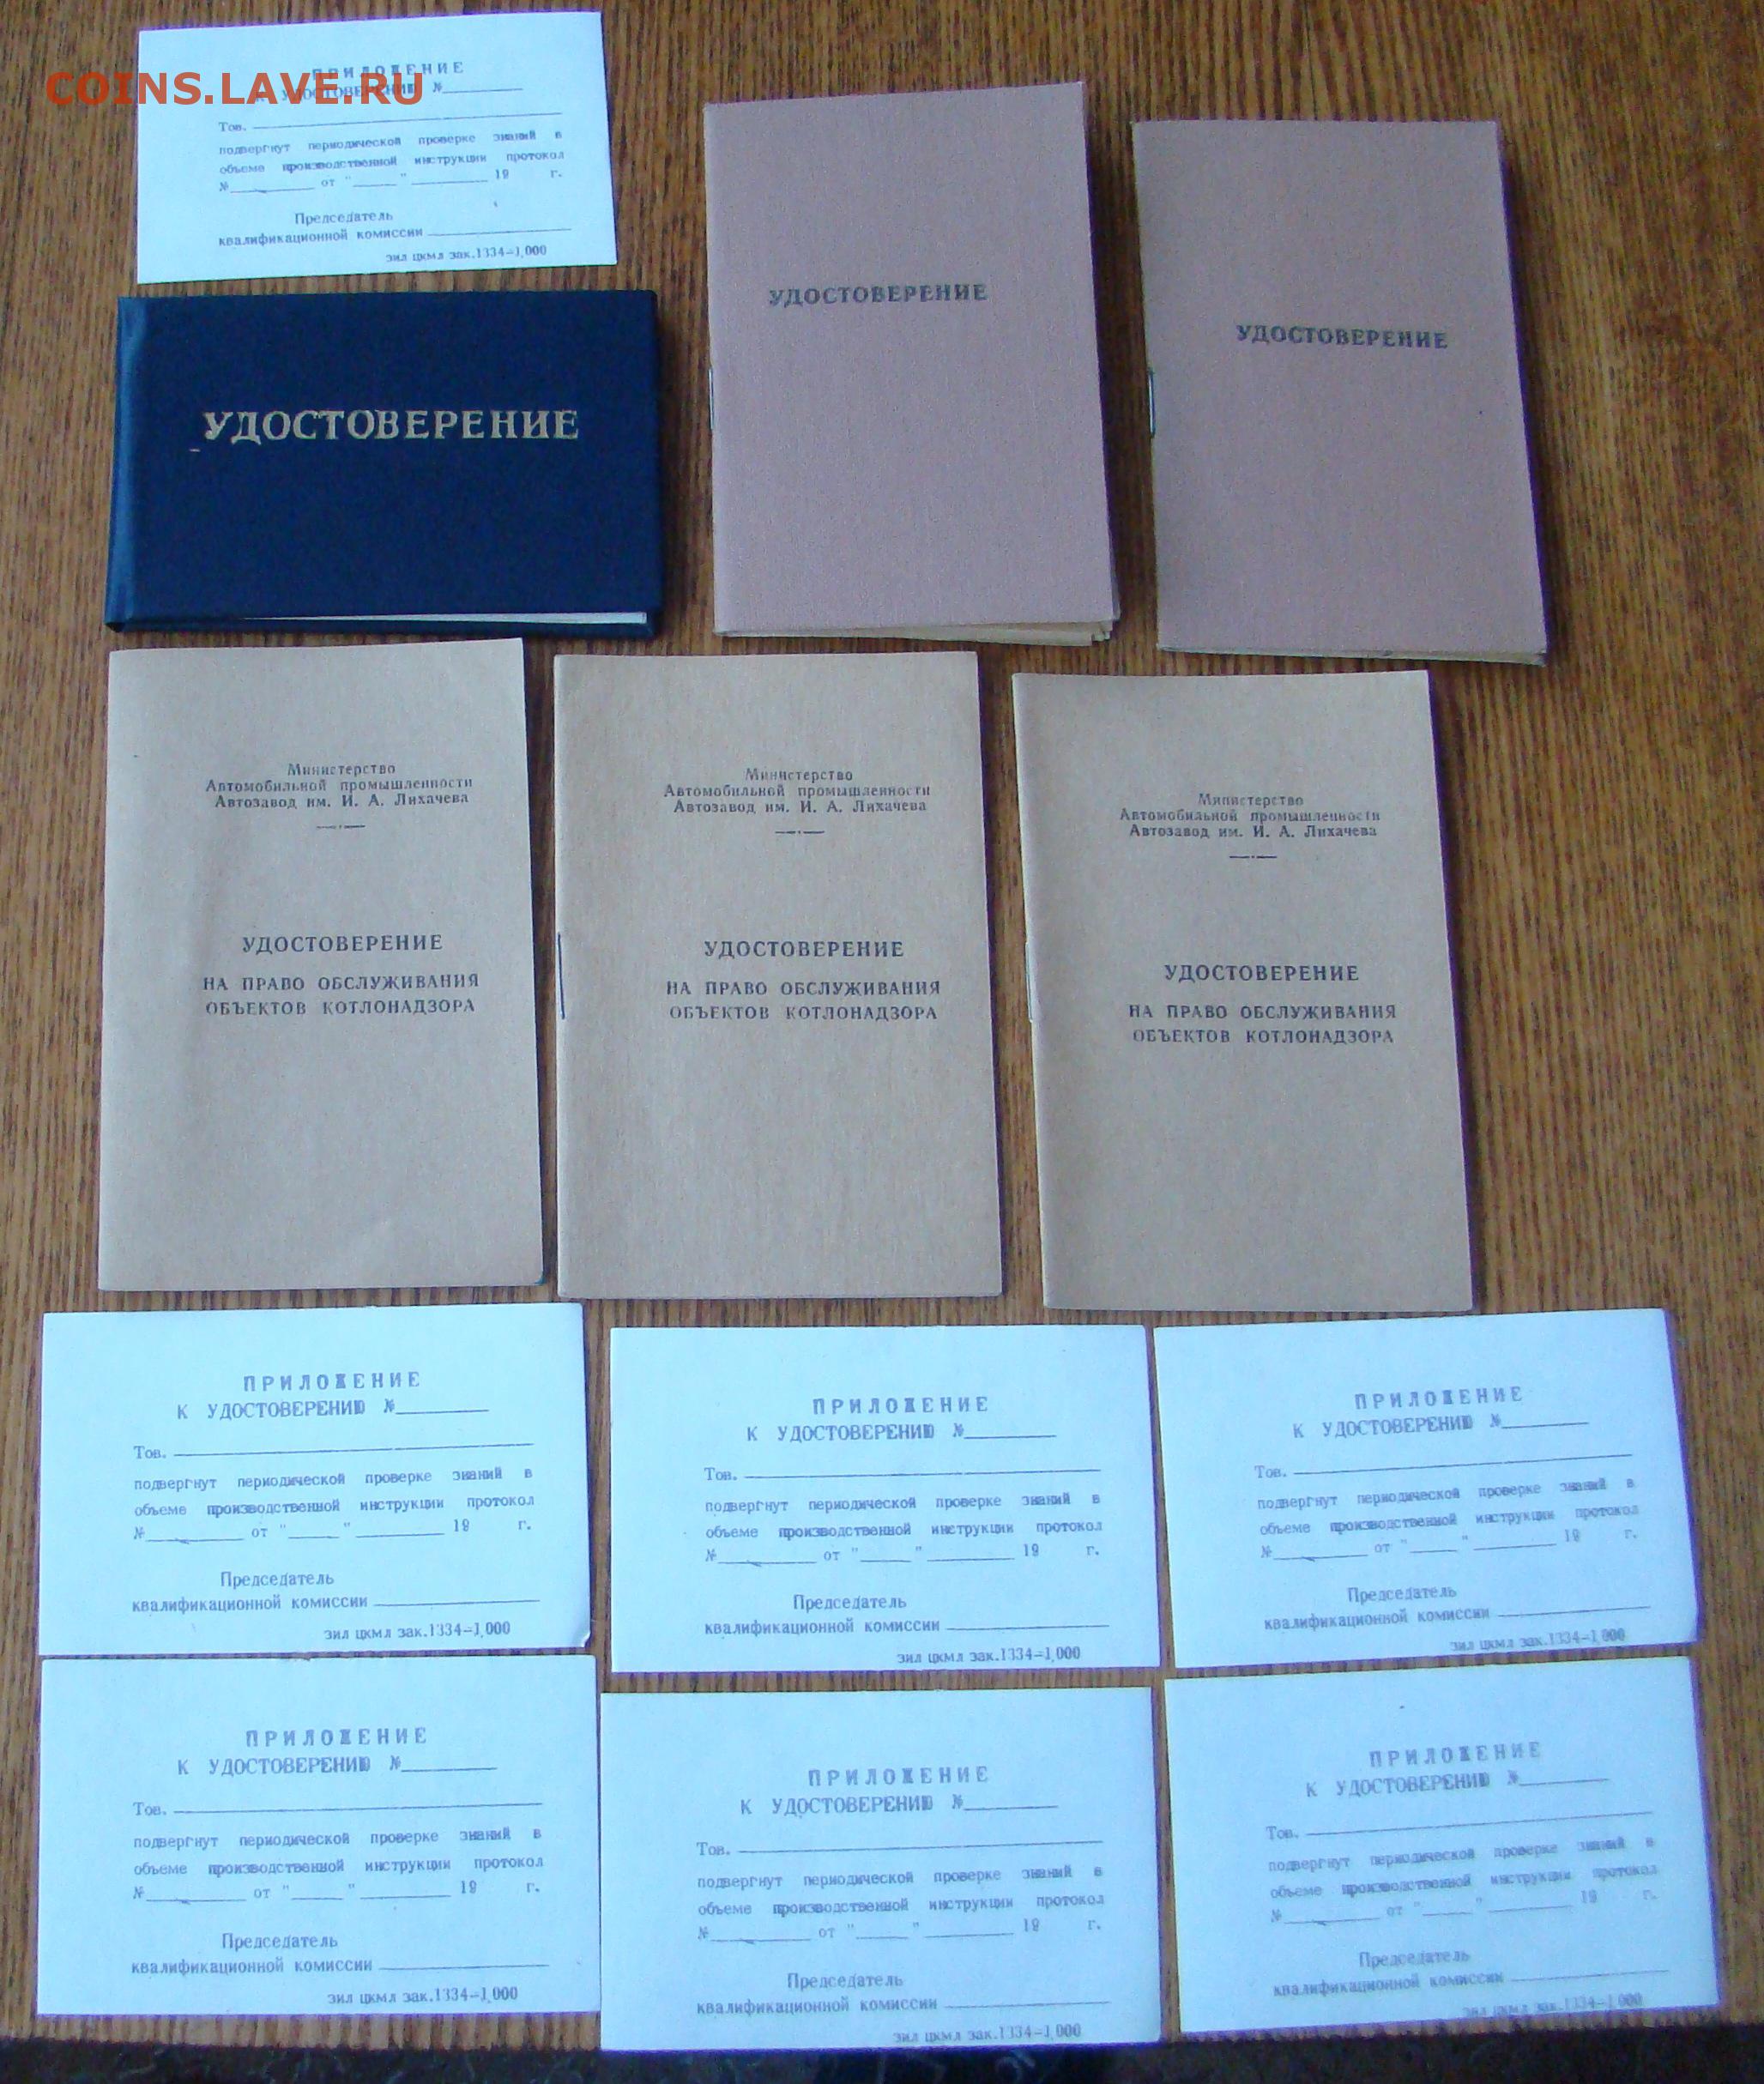 COINS.LAVE.RU
ПРИЛОЖЕНИЕ
К УДОСТОВЕРЕНИЮ №
Тов.
подвергнут периодической проверке знаний в
объеме производственной инструкции протокол
№ от " " 19 г.
Председатель
квалификационной комиссии
зил цкмл зак.1334-1,000
УДОСТОВЕРЕНИЕ
УДОСТОВЕРЕНИЕ
УДОСТОВЕРЕНИЕ
Министерство
Автомобильной промышленности
Автозавод им. И. А. Лихачева
УДОСТОВЕРЕНИЕ
НА ПРАВО ОБСЛУЖИВАНИЯ
ОБЪЕКТОВ КОТЛОНАДЗОРА
Министерство
Автомобильной промышленности
Автозавод им. И. А. Лихачева
УДОСТОВЕРЕНИЕ
НА ПРАВО ОБСЛУЖИВАНИЯ
ОБЪЕКТОВ КОТЛОНАДЗОРА
Министерство
Автомобильной промышленности
Автозавод им. И. А. Лихачева
УДОСТОВЕРЕНИЕ
НА ПРАВО ОБСЛУЖИВАНИЯ
ОБЪЕКТОВ КОТЛОНАДЗОРА
ПРИЛОЖЕНИЕ
К УДОСТОВЕРЕНИЮ №
Тов.
подвергнут периодической проверке знаний в
объеме производственной инструкции протокол
№ от " " 19 г.
Председатель
квалификационной комиссии
зил цкмл зак.1334-1,000
ПРИЛОЖЕНИЕ
К УДОСТОВЕРЕНИЮ №
Тов.
подвергнут периодической проверке знаний в
объеме производственной инструкции протокол
№ от " " 19 г.
Председатель
квалификационной комиссии
зил цкмл зак.1334-1,000
ПРИЛОЖЕНИЕ
К УДОСТОВЕРЕНИЮ №
Тов.
подвергнут периодической проверке знаний в
объеме производственной инструкции протокол
№ от " " 19 г.
Председатель
квалификационной комиссии
зил цкмл зак.1334-1,000
ПРИЛОЖЕНИЕ
К УДОСТОВЕРЕНИЮ №
Тов.
подвергнут периодической проверке знаний в
объеме производственной инструкции протокол
№ от " " 19 г.
Председатель
квалификационной комиссии
зил цкмл зак.1334-1,000
ПРИЛОЖЕНИЕ
К УДОСТОВЕРЕНИЮ №
Тов.
подвергнут периодической проверке знаний в
объеме производственной инструкции протокол
№ от " " 19 г.
Председатель
квалификационной комиссии
зил цкмл зак.1334-1,000
ПРИЛОЖЕНИЕ
К УДОСТОВЕРЕНИЮ №
Тов.
подвергнут периодической проверке знаний в
объеме производственной инструкции протокол
№ от " " 19 г.
Председатель
квалификационной комиссии
зил цкмл зак.1334-1,000